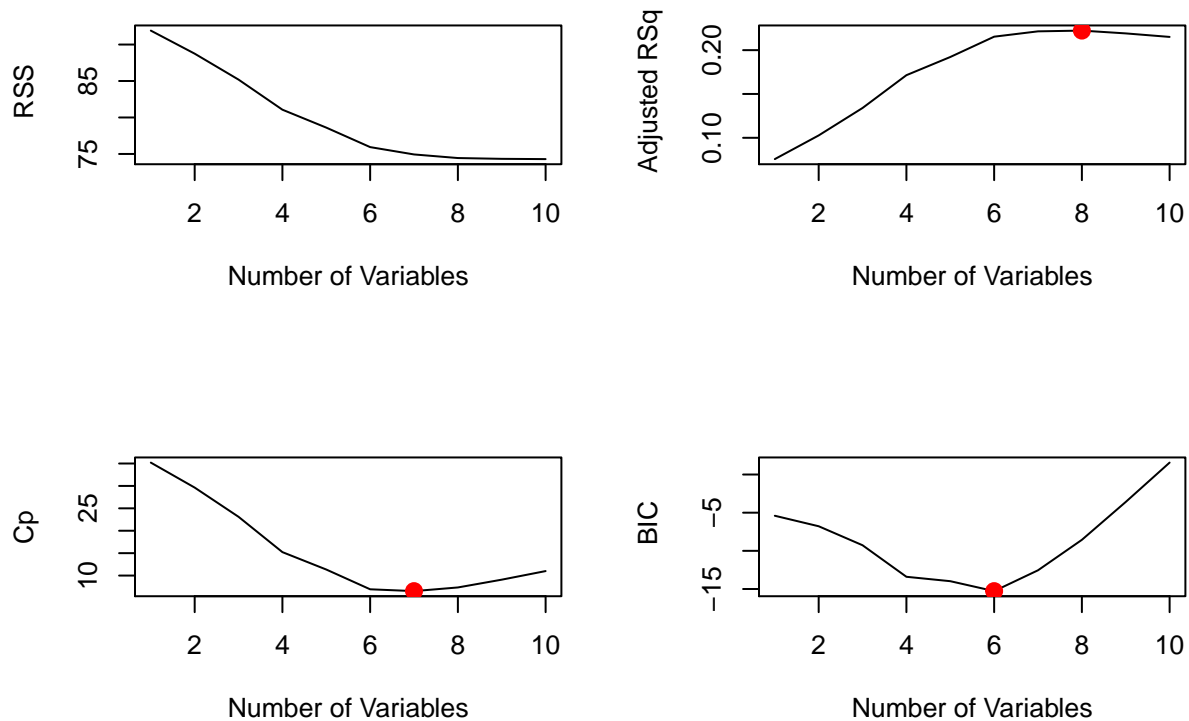 RSS
85
75
2 4 6 8 10
Number of Variables
Adjusted RSq
0.20
0.10
2 4 6 8 10
Number of Variables
Cp
25
10
2 4 6 8 10
Number of Variables
BIC
−5
−15
2 4 6 8 10
Number of Variables